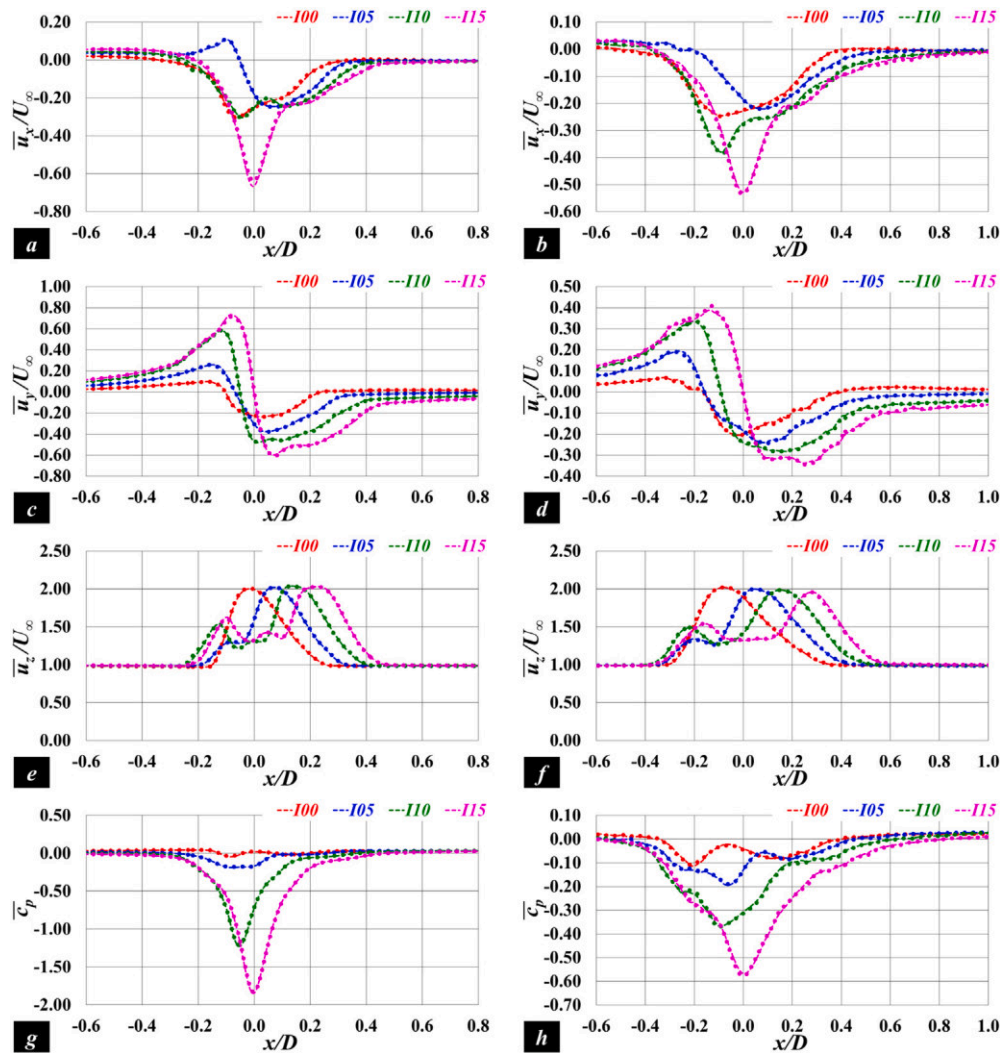 --I00 --I05 --I10 --I15
0.20
0.00
-0.20
-0.40
-0.60
-0.80
u̅x/U∞
-0.6 -0.4 -0.2 0.0 0.2 0.4 0.6 0.8
a
x/D
--I00 --I05 --I10 --I15
0.10
0.00
-0.10
-0.20
-0.30
-0.40
-0.50
-0.60
u̅x/U∞
-0.6 -0.4 -0.2 0.0 0.2 0.4 0.6 0.8 1.0
b
x/D
--I00 --I05 --I10 --I15
1.00
0.80
0.60
0.40
0.20
0.00
-0.20
-0.40
-0.60
-0.80
u̅y/U∞
-0.6 -0.4 -0.2 0.0 0.2 0.4 0.6 0.8
c
x/D
--I00 --I05 --I10 --I15
0.50
0.40
0.30
0.20
0.10
0.00
-0.10
-0.20
-0.30
-0.40
u̅y/U∞
-0.6 -0.4 -0.2 0.0 0.2 0.4 0.6 0.8 1.0
d
x/D
--I00 --I05 --I10 --I15
2.50
2.00
1.50
1.00
0.50
0.00
u̅z/U∞
-0.6 -0.4 -0.2 0.0 0.2 0.4 0.6 0.8
e
x/D
--I00 --I05 --I10 --I15
2.50
2.00
1.50
1.00
0.50
0.00
u̅z/U∞
-0.6 -0.4 -0.2 0.0 0.2 0.4 0.6 0.8 1.0
f
x/D
--I00 --I05 --I10 --I15
0.50
0.00
-0.50
-1.00
-1.50
-2.00
c̅p
-0.6 -0.4 -0.2 0.0 0.2 0.4 0.6 0.8
g
x/D
--I00 --I05 --I10 --I15
0.10
0.00
-0.10
-0.20
-0.30
-0.40
-0.50
-0.60
-0.70
c̅p
-0.6 -0.4 -0.2 0.0 0.2 0.4 0.6 0.8 1.0
h
x/D